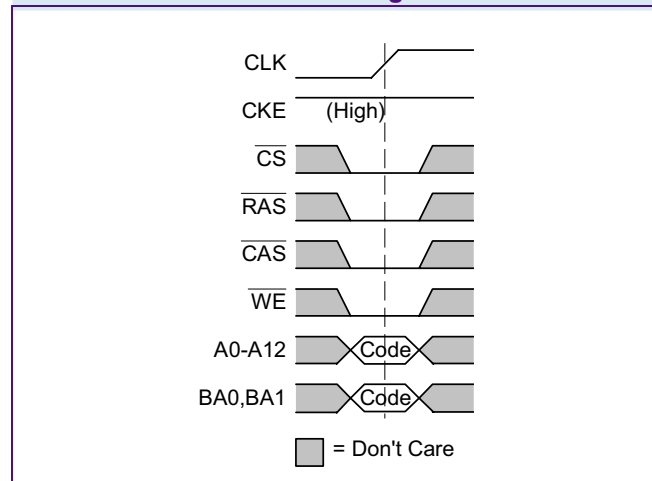 CLK
CKE (High)
CS
RAS
CAS
WE
A0-A12 Code
BA0,BA1 Code
= Don't Care